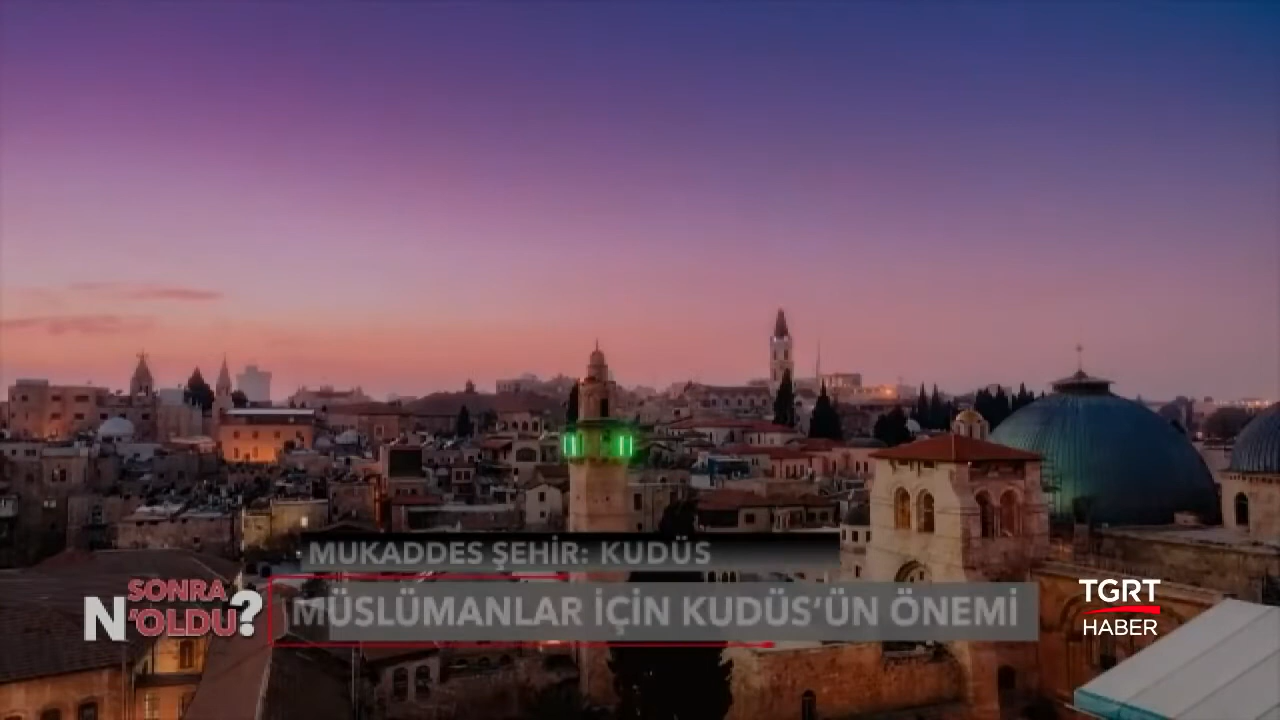 MUKADDES ŞEHİR: KUDÜS
SONRA
N'OLDU?
MÜSLÜMANLAR İÇİN KUDÜS'ÜN ÖNEMİ
TGRT
HABER